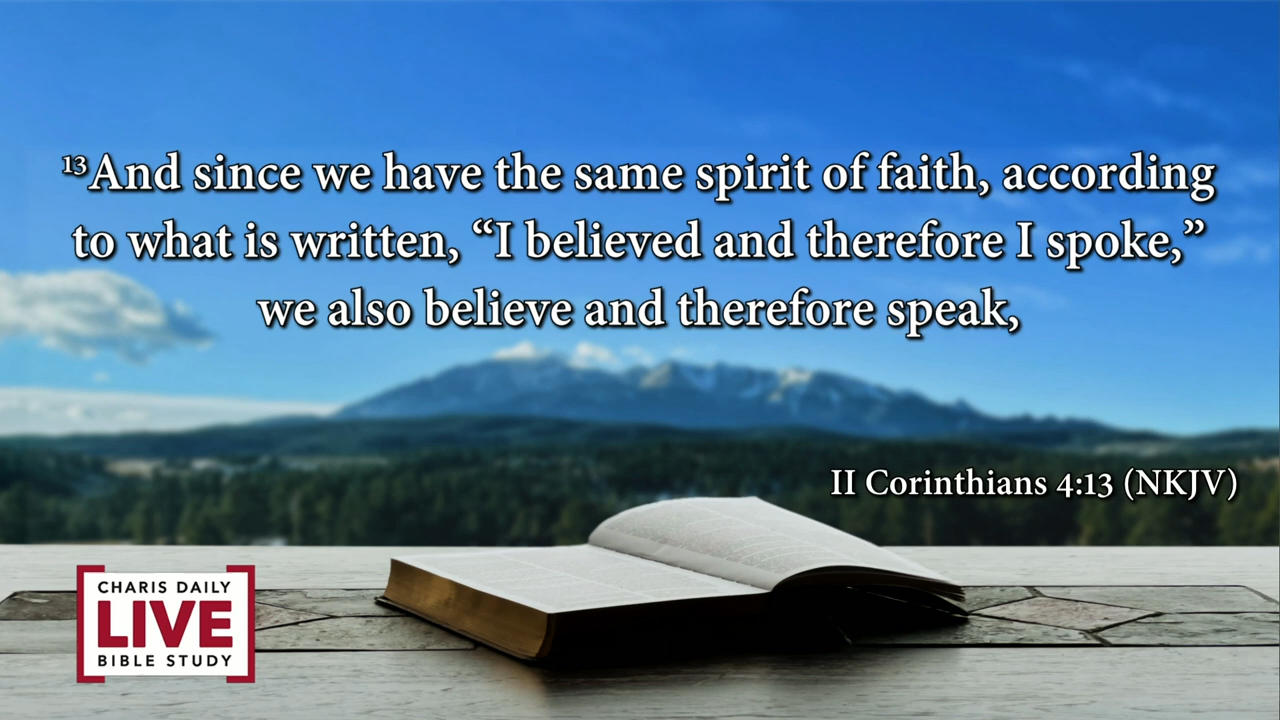 ¹³And since we have the same spirit of faith, according
to what is written, “I believed and therefore I spoke,”
we also believe and therefore speak,
II Corinthians 4:13 (NKJV)
CHARIS DAILY
LIVE
BIBLE STUDY